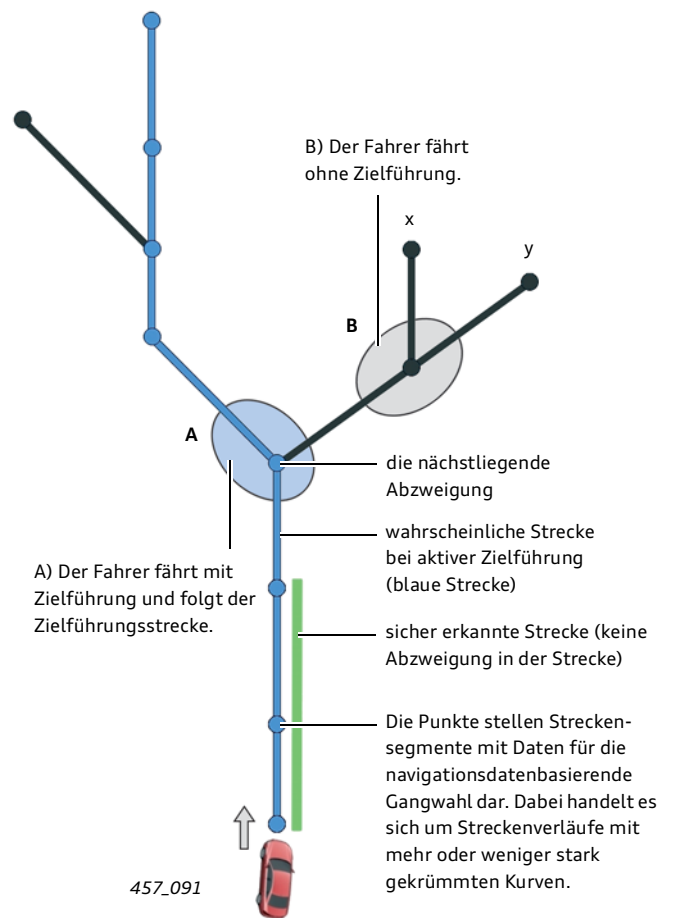 B) Der Fahrer fährt
ohne Zielführung.
x
y
B
A
die nächstliegende
Abzweigung
wahrscheinliche Strecke
bei aktiver Zielführung
(blaue Strecke)
A) Der Fahrer fährt mit
Zielführung und folgt der
Zielführungsstrecke.
sicher erkannte Strecke (keine
Abzweigung in der Strecke)
Die Punkte stellen Strecken-
segmente mit Daten für die
navigationsdatenbasierende
Gangwahl dar. Dabei handelt es
sich um Streckenverläufe mit
mehr oder weniger stark
gekrümmten Kurven.
457_091